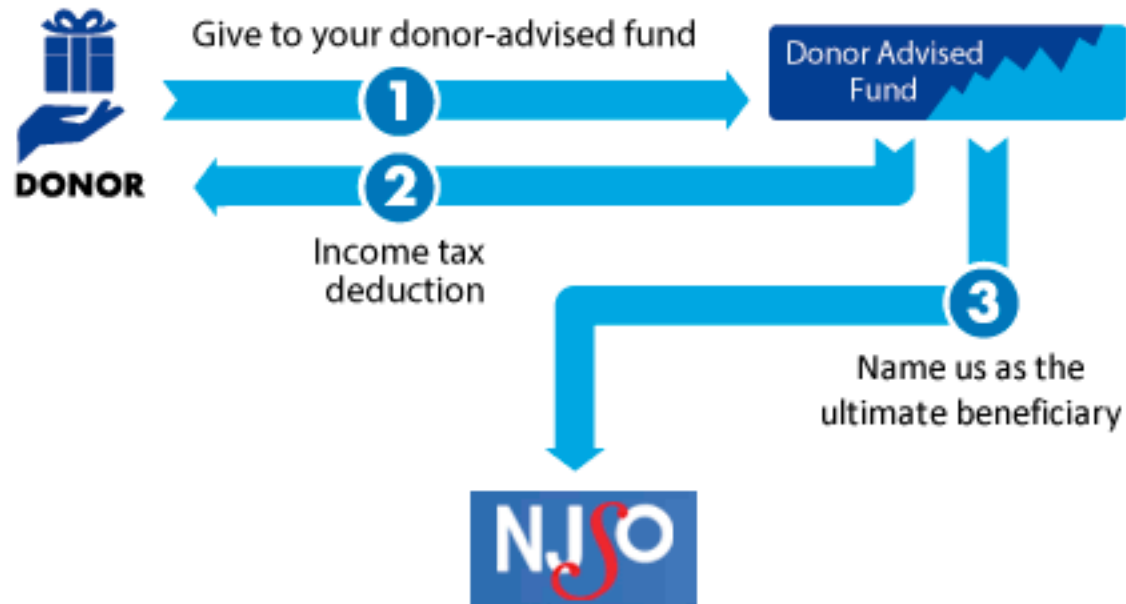 Give to your donor-advised fund
Donor Advised
Fund
1
DONOR
2
Income tax
deduction
3
Name us as the
ultimate beneficiary
NJSO